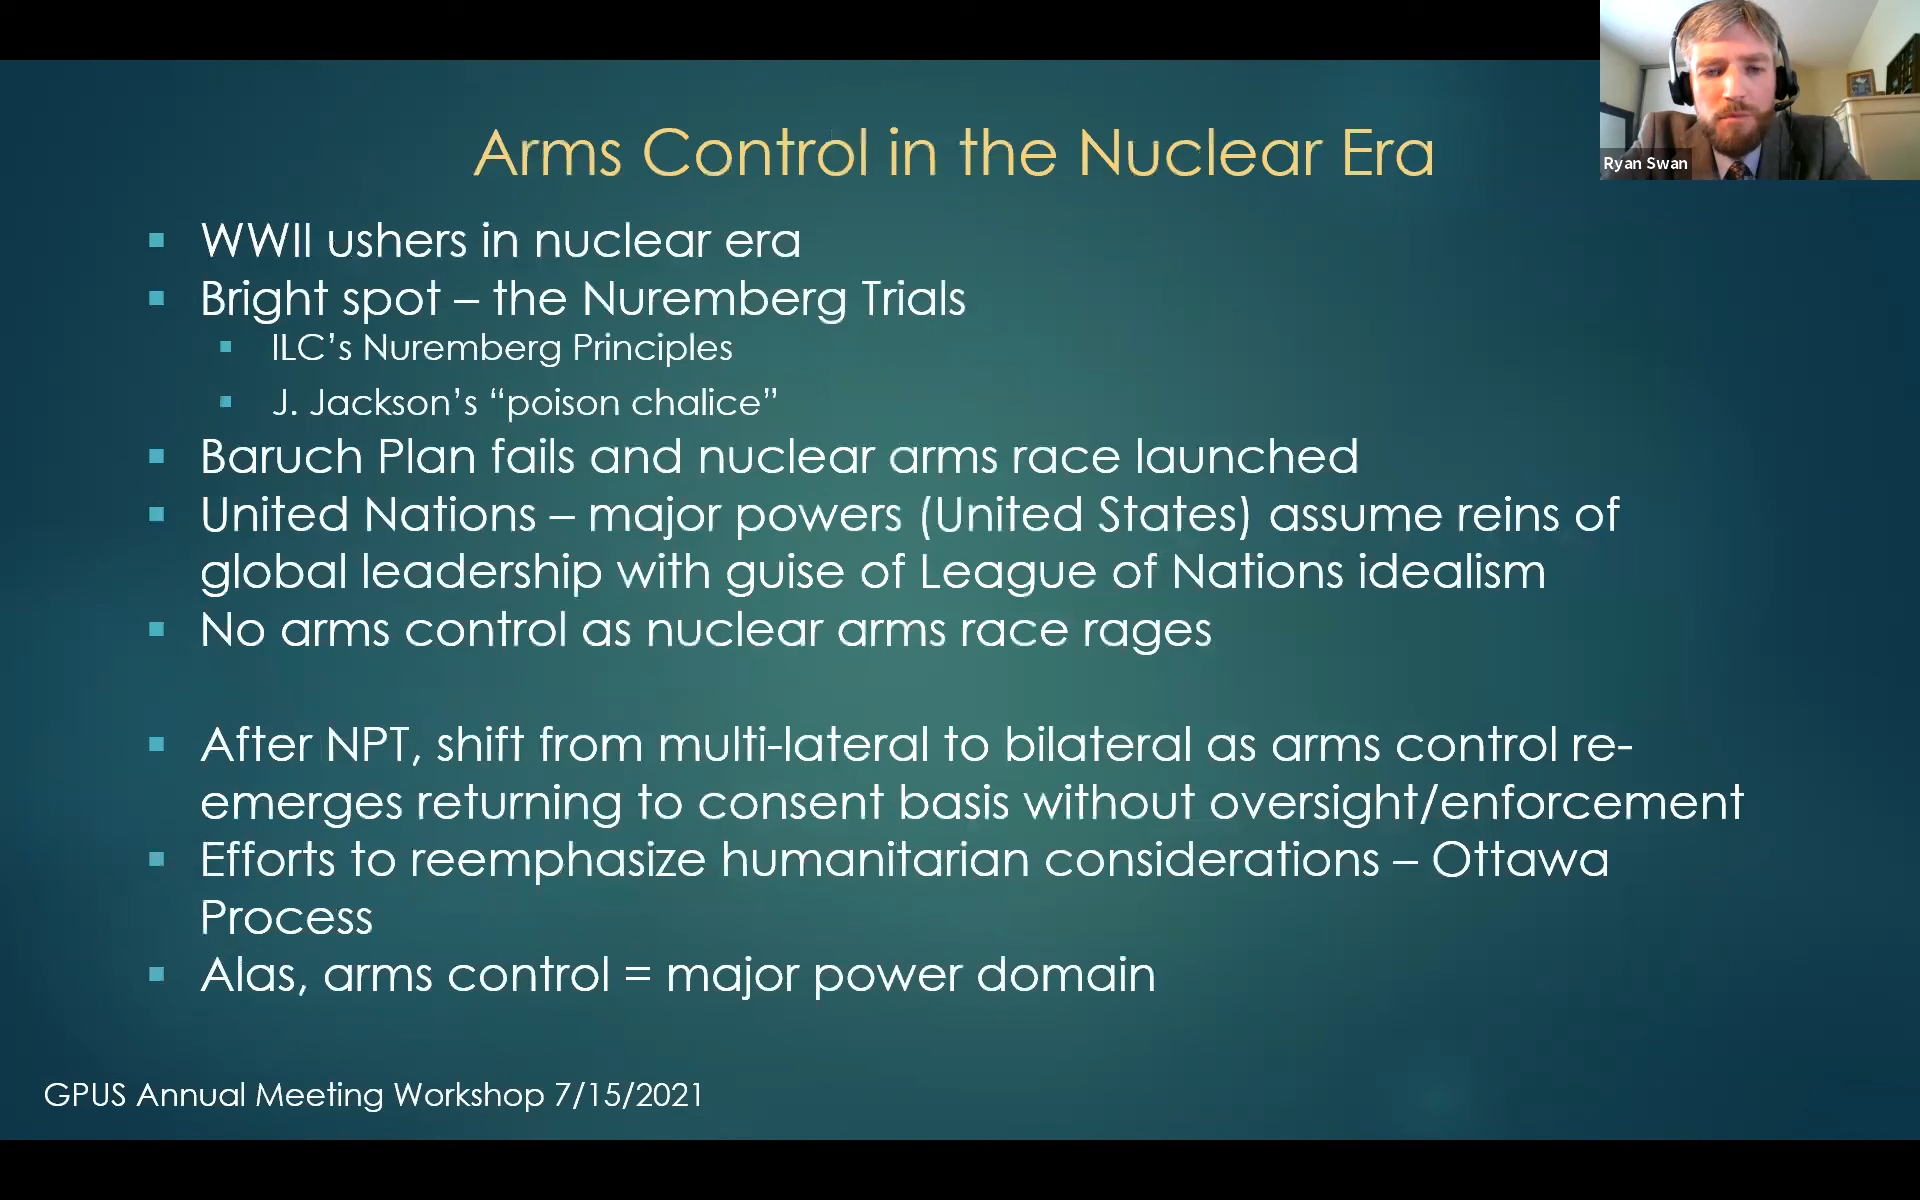 Arms Control in the Nuclear Era
Ryan Swan
WWII ushers in nuclear era
Bright spot – the Nuremberg Trials
ILC’s Nuremberg Principles
J. Jackson’s “poison chalice”
Baruch Plan fails and nuclear arms race launched
United Nations – major powers (United States) assume reins of
global leadership with guise of League of Nations idealism
No arms control as nuclear arms race rages
After NPT, shift from multi-lateral to bilateral as arms control re-
emerges returning to consent basis without oversight/enforcement
Efforts to reemphasize humanitarian considerations – Ottawa
Process
Alas, arms control = major power domain
GPUS Annual Meeting Workshop 7/15/2021